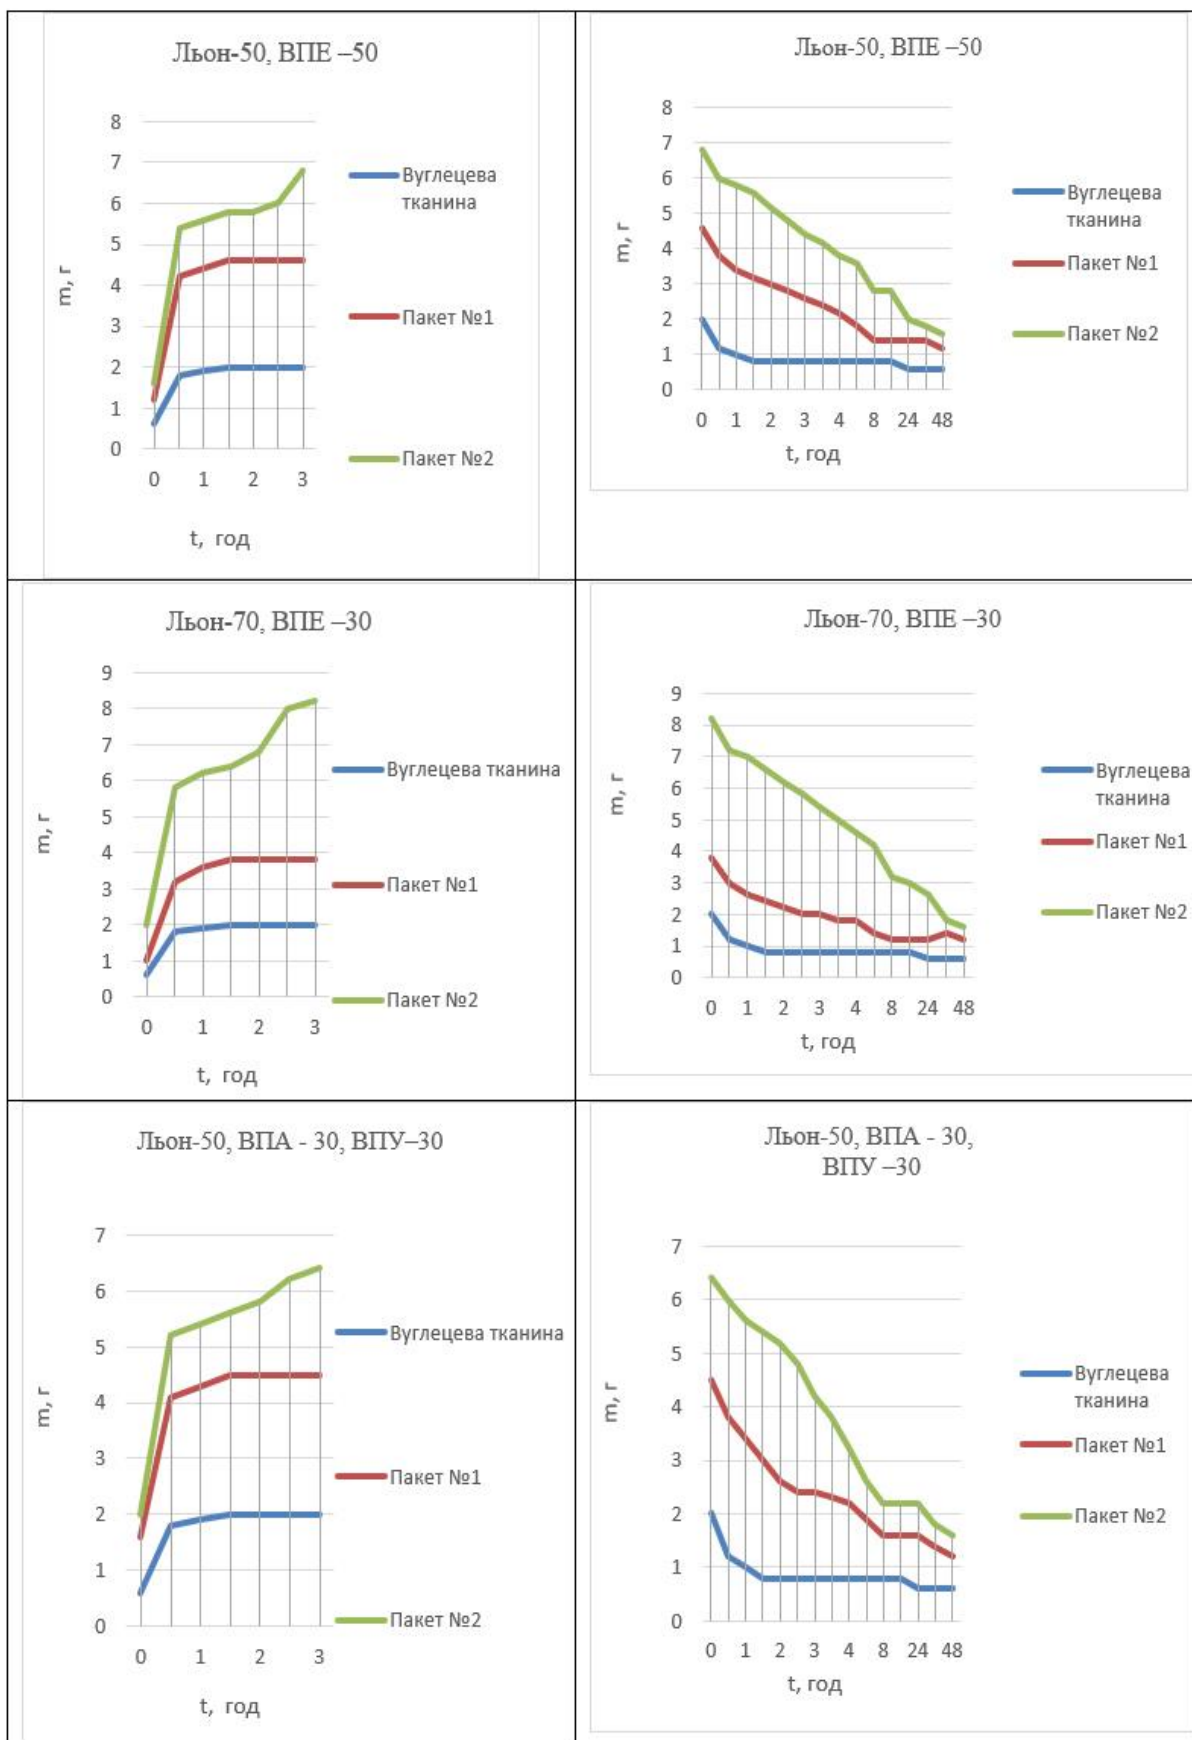 Льон-50, ВПЕ –50
8
7
6
5
4
3
2
1
0
m, г
0 1 2 3
t, год
Вуглецева
тканина
Пакет №1
Пакет №2
Льон-50, ВПЕ –50
8
7
6
5
4
3
2
1
0
m, г
0 1 2 3 4 8 24 48
t, год
Вуглецева
тканина
Пакет №1
Пакет №2
Льон-70, ВПЕ –30
9
8
7
6
5
4
3
2
1
0
m, г
0 1 2 3
t, год
Вуглецева тканина
Пакет №1
Пакет №2
Льон-70, ВПЕ –30
9
8
7
6
5
4
3
2
1
0
m, г
0 1 2 3 4 8 24 48
t, год
Вуглецева
тканина
Пакет №1
Пакет №2
Льон-50, ВПА - 30, ВПУ–30
7
6
5
4
3
2
1
0
m, г
0 1 2 3
t, год
Вуглецева тканина
Пакет №1
Пакет №2
Льон-50, ВПА - 30,
ВПУ –30
7
6
5
4
3
2
1
0
m, г
0 1 2 3 4 8 24 48
t, год
Вуглецева
тканина
Пакет №1
Пакет №2